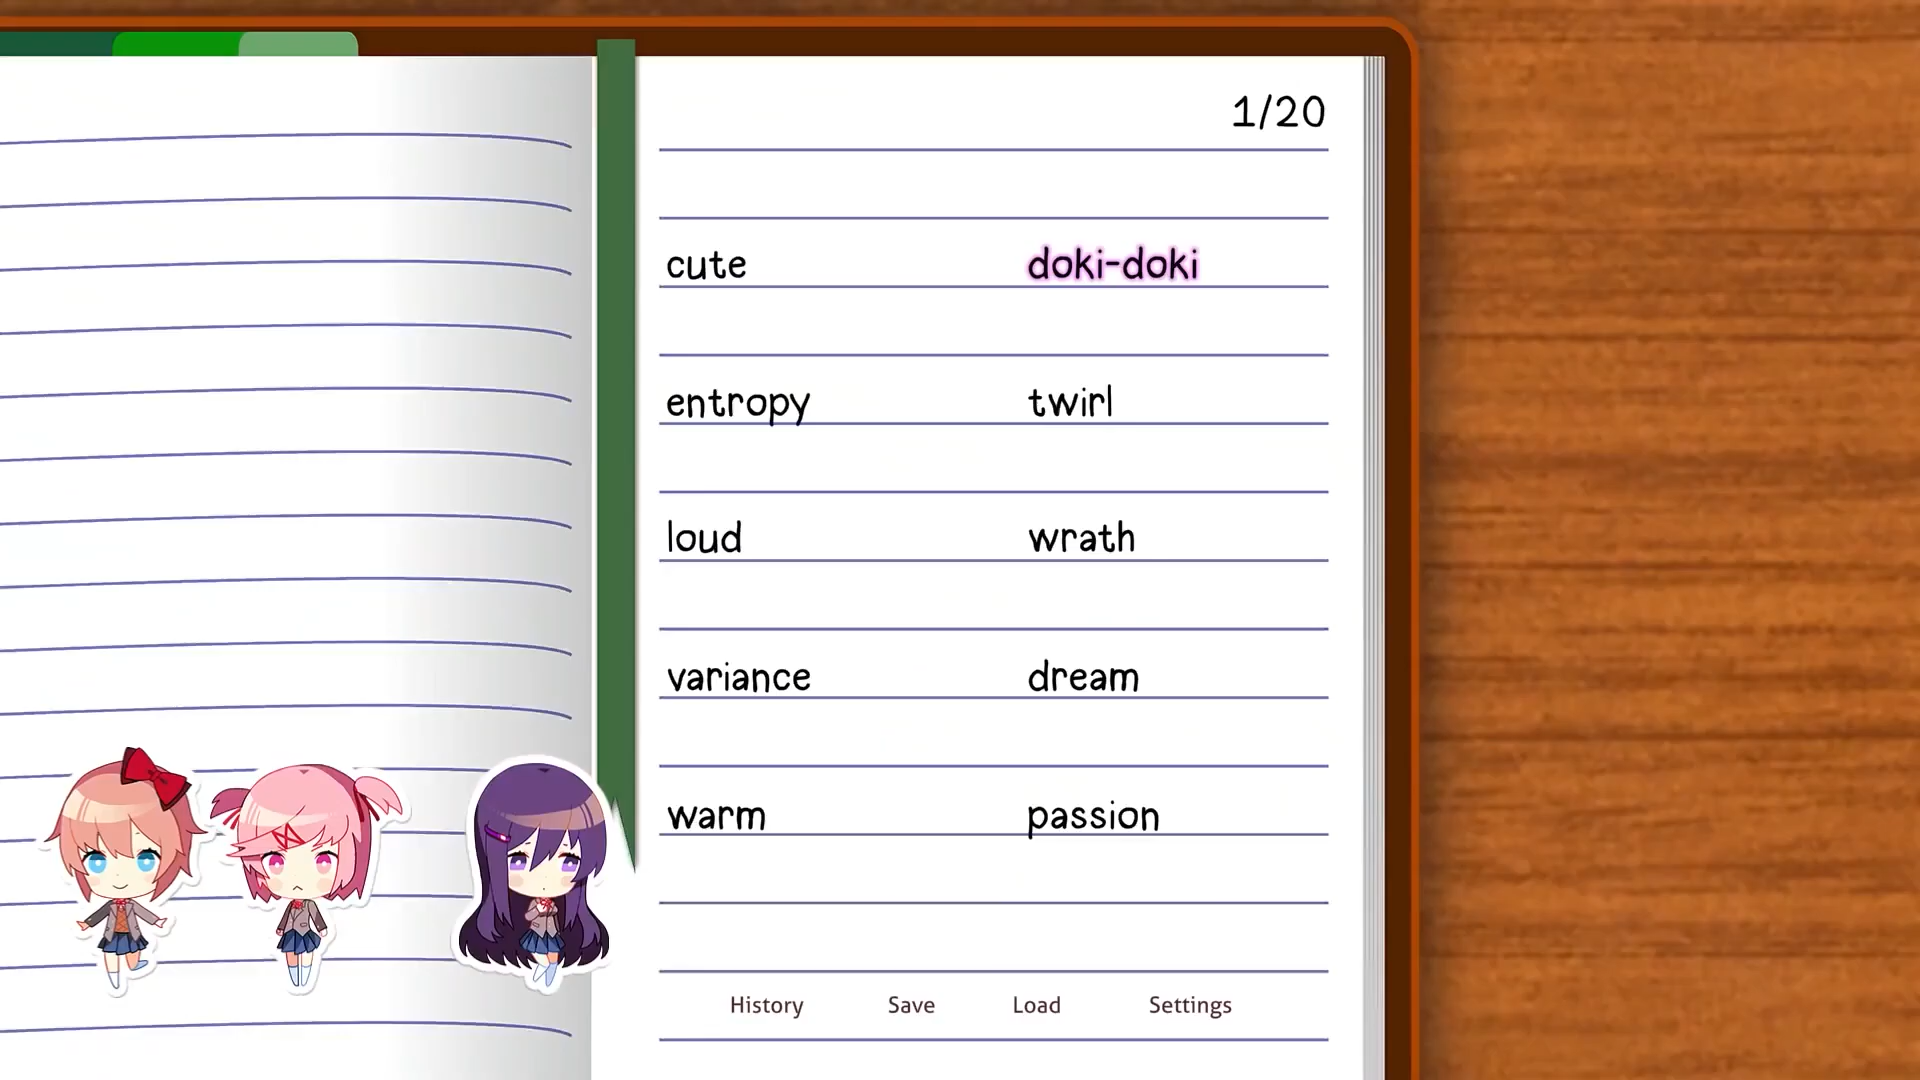 1/20
cute doki-doki
entropy twirl
loud wrath
variance dream
warm passion
History Save Load Settings